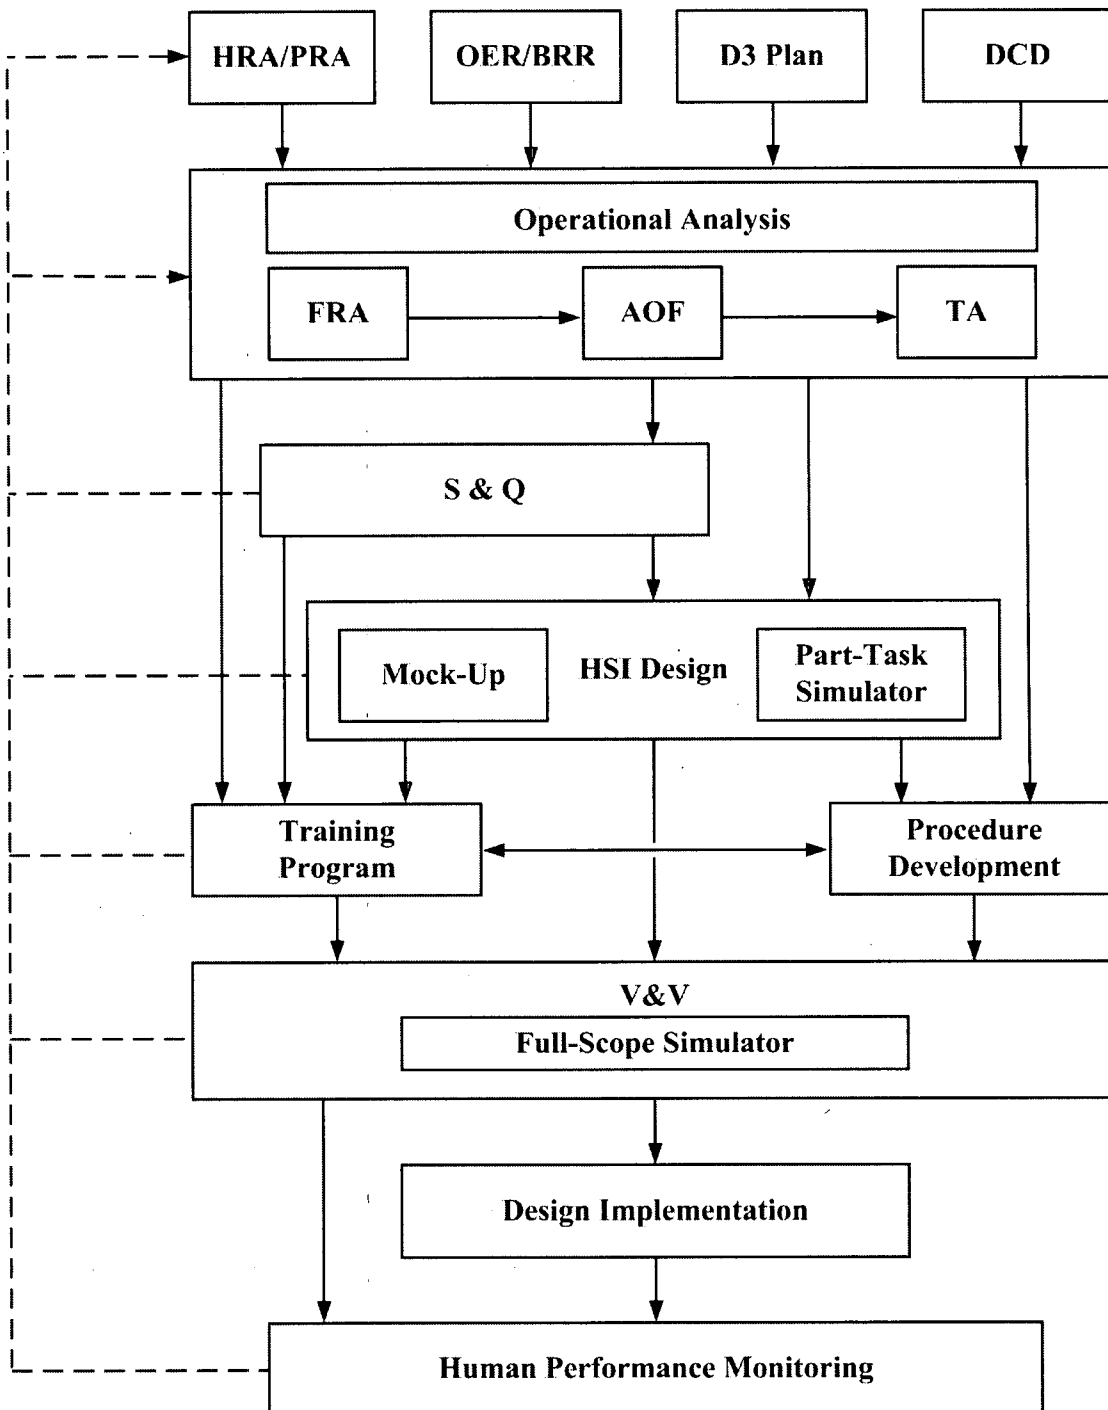 HRA/PRA
OER/BRR
D3 Plan
DCD
Operational Analysis
FRA
AOF
TA
S & Q
Mock-Up
HSI Design
Part-Task
Simulator
Training
Program
Procedure
Development
V&V
Full-Scope Simulator
Design Implementation
Human Performance Monitoring